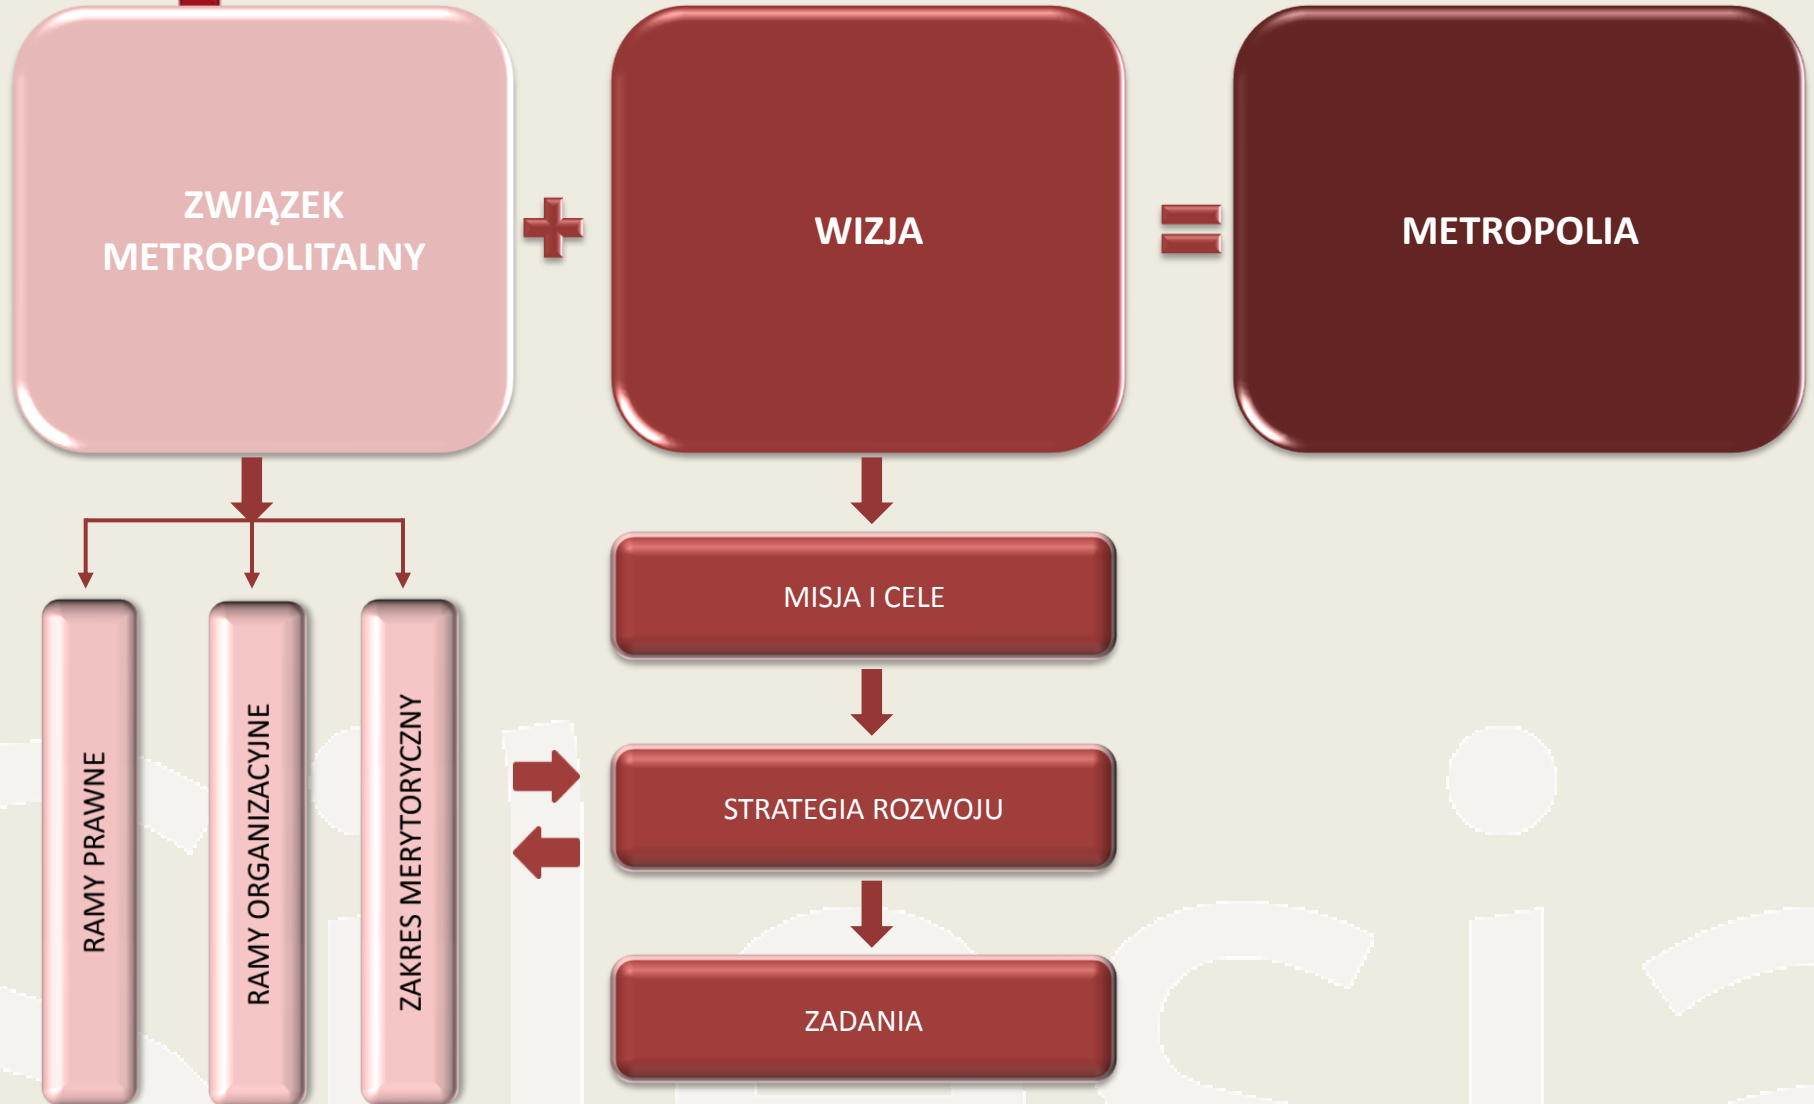 ZWIĄZEK
METROPOLITALNY
WIZJA
METROPOLIA
MISJA I CELE
STRATEGIA ROZWOJU
ZADANIA
RAMY PRAWNE
RAMY ORGANIZACYJNE
ZAKRES MERYTORYCZNY